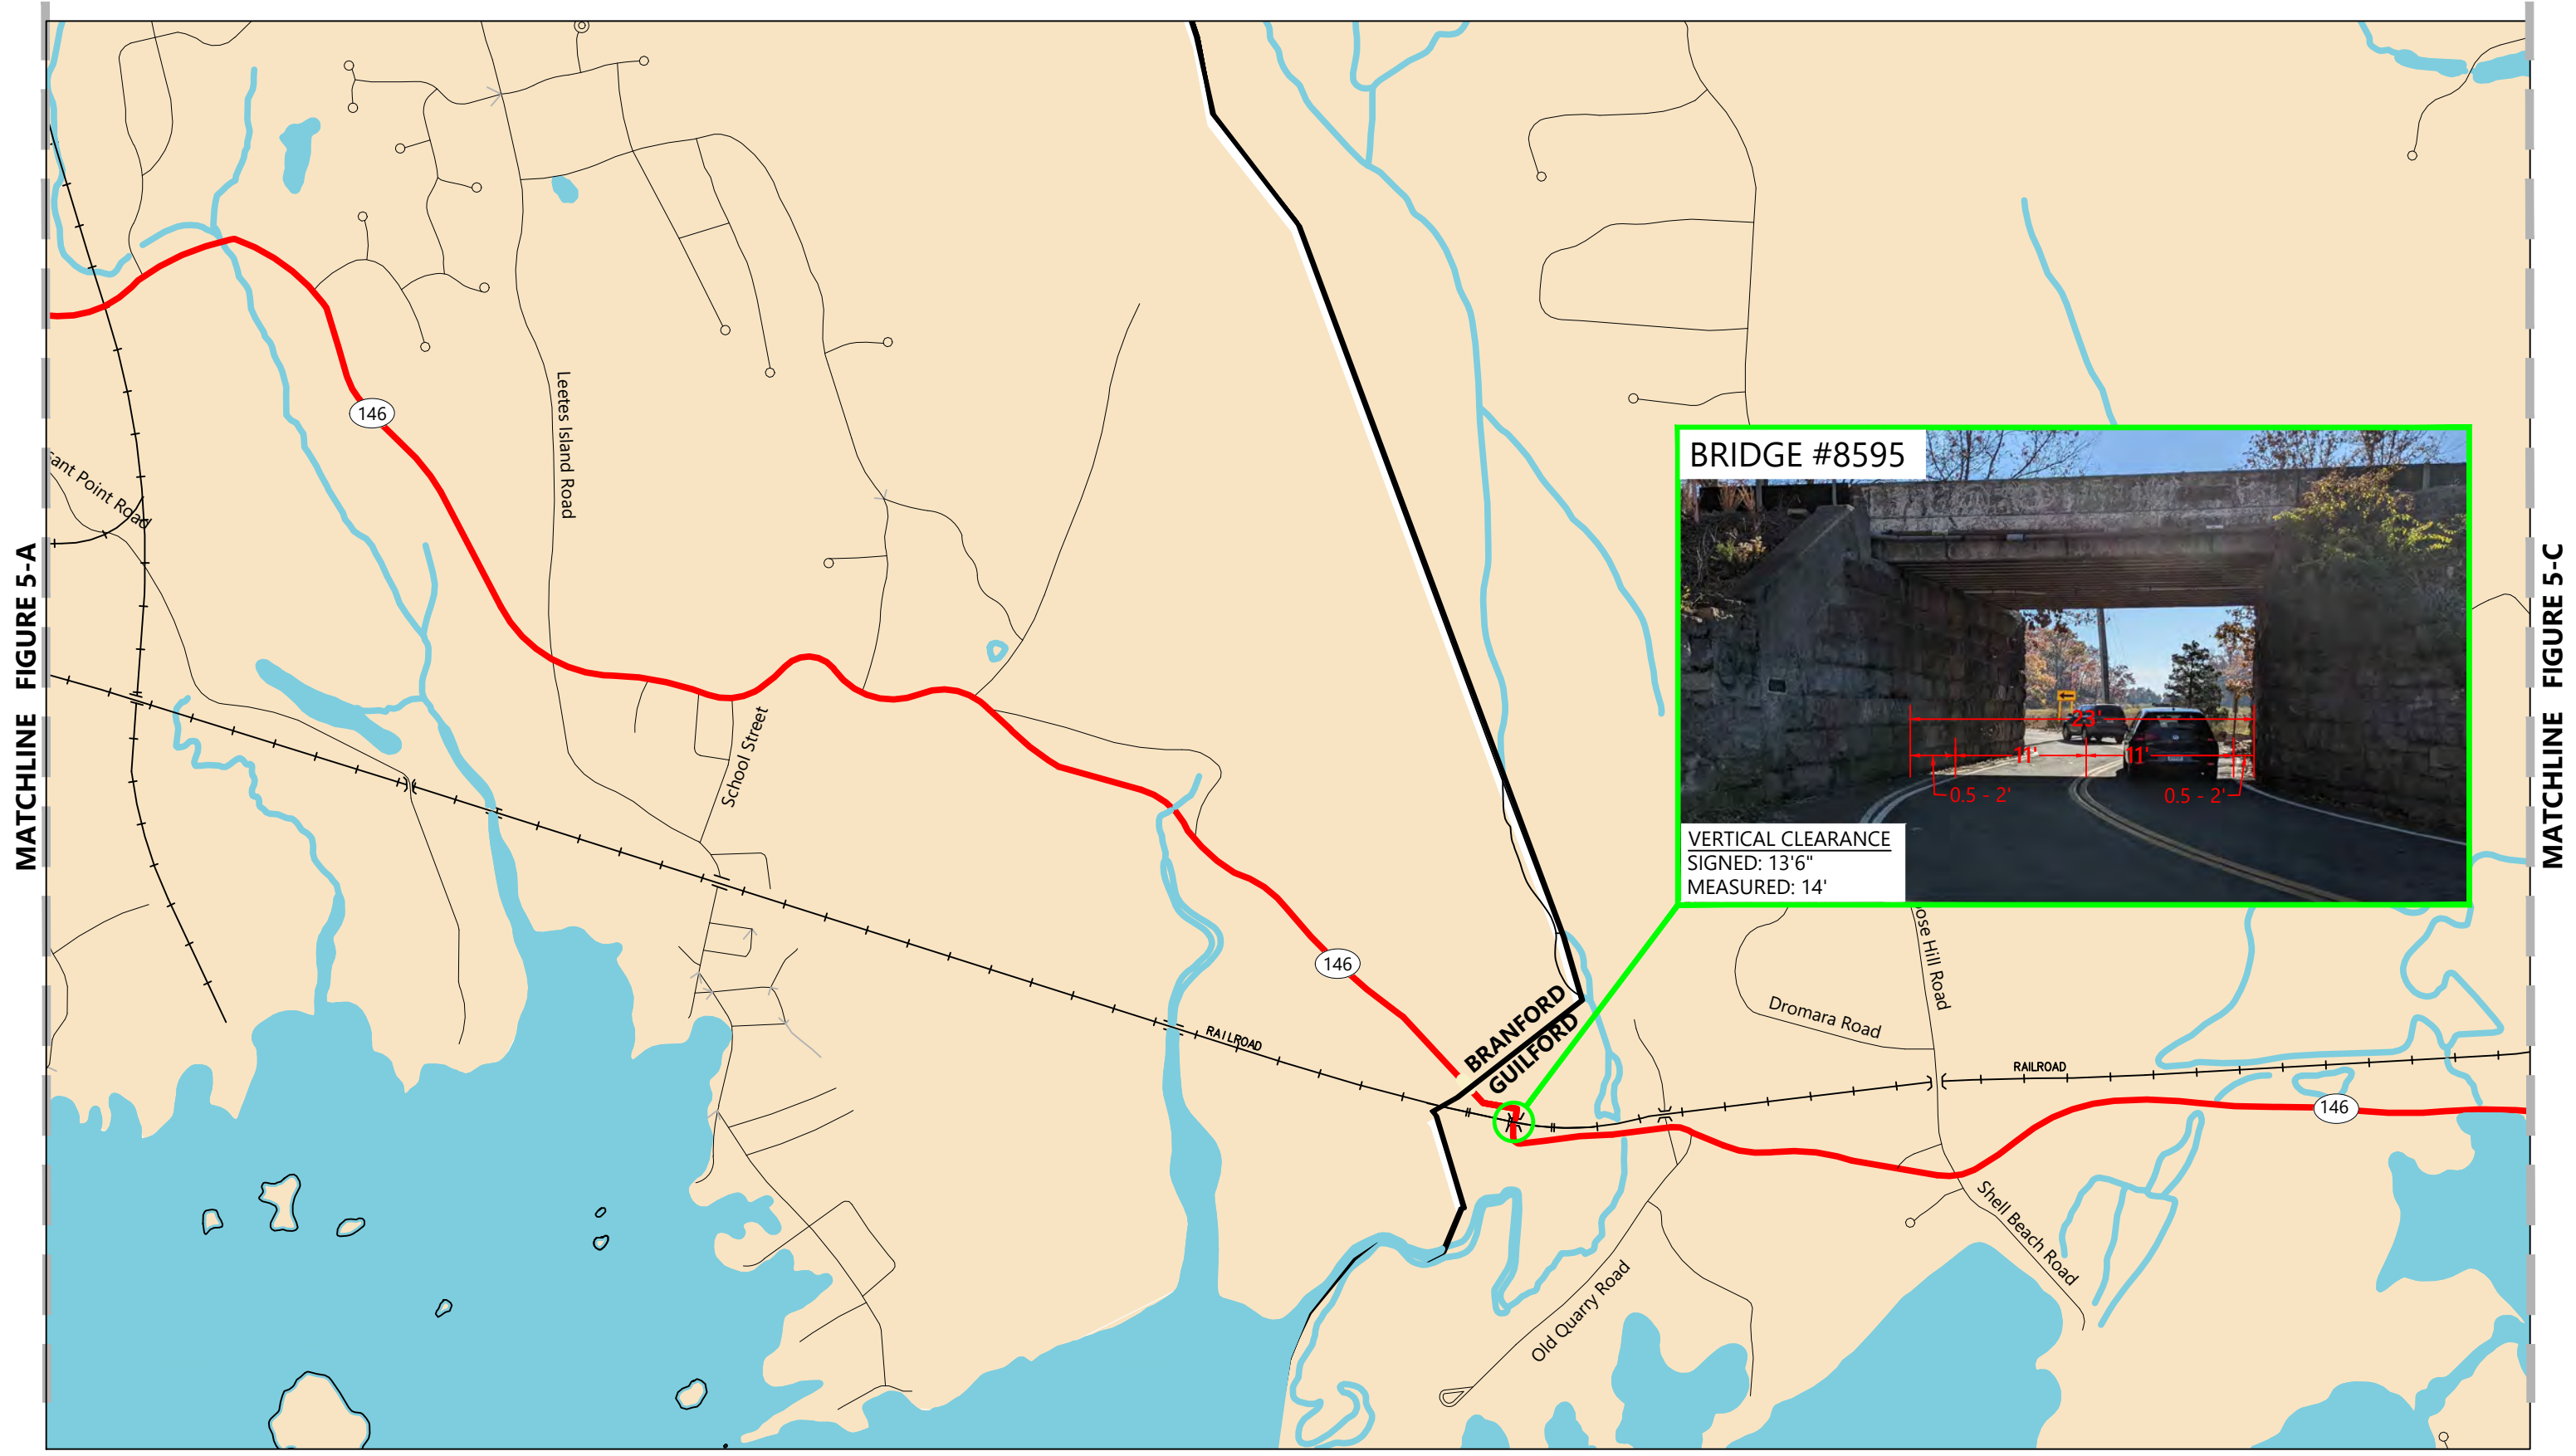 MATCHLINE FIGURE 5-A
146
Point Road
Leetes Island Road
School Street
RAILROAD
146
BRANFORD
GUILFORD
BRIDGE #8595
23'
11'
11'
0.5 - 2'
0.5 - 2'
VERTICAL CLEARANCE
SIGNED: 13'6"
MEASURED: 14'
Hill Road
Dromara Road
RAILROAD
146
Shell Beach Road
Old Quarry Road
MATCHLINE FIGURE 5-C